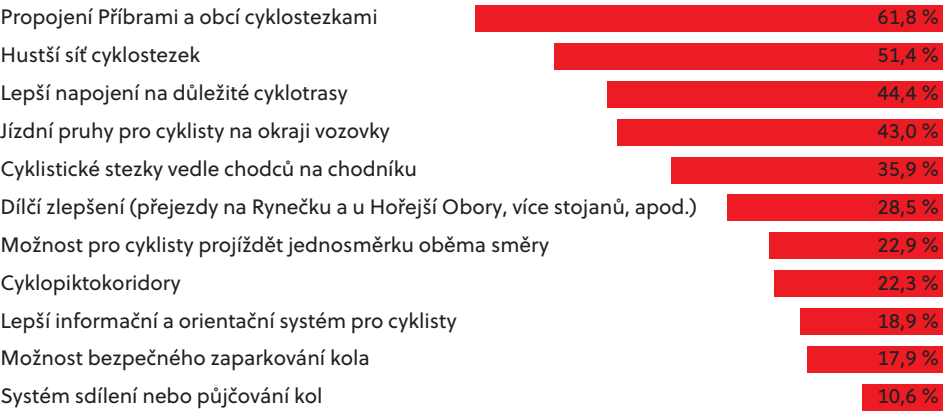 Propojení Příbrami a obcí cyklostezkami 61,8 %
Hustší síť cyklostezek 51,4 %
Lepší napojení na důležité cyklotrasy 44,4 %
Jízdní pruhy pro cyklisty na okraji vozovky 43,0 %
Cyklistické stezky vedle chodců na chodníku 35,9 %
Dílčí zlepšení (přejezdy na Rynečku a u Hořejší Obory, více stojanů, apod.) 28,5 %
Možnost pro cyklisty projíždět jednosměrku oběma směry 22,9 %
Cyklopiktokoridory 22,3 %
Lepší informační a orientační systém pro cyklisty 18,9 %
Možnost bezpečného zaparkování kola 17,9 %
Systém sdílení nebo půjčování kol 10,6 %